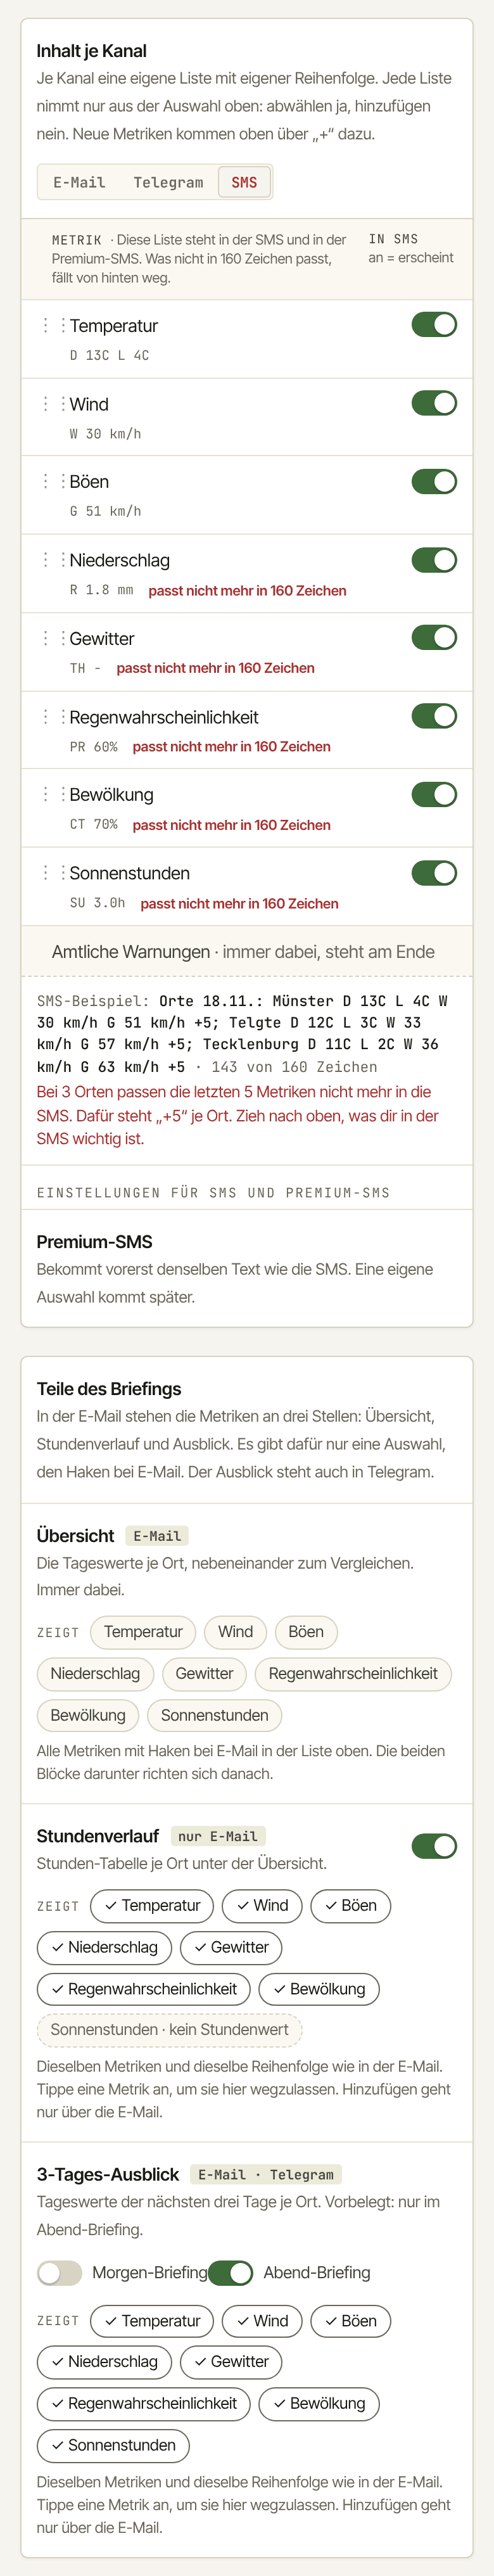 Inhalt je Kanal
Je Kanal eine eigene Liste mit eigener Reihenfolge. Jede Liste
nimmt nur aus der Auswahl oben: abwählen ja, hinzufügen
nein. Neue Metriken kommen oben über „+“ dazu.
E-Mail Telegram SMS
METRIK · Diese Liste steht in der SMS und in der
Premium-SMS. Was nicht in 160 Zeichen passt,
fällt von hinten weg.
IN SMS
an = erscheint
Temperatur
D 13C L 4C
Wind
W 30 km/h
Böen
G 51 km/h
Niederschlag
R 1.8 mm passt nicht mehr in 160 Zeichen
Gewitter
TH - passt nicht mehr in 160 Zeichen
Regenwahrscheinlichkeit
PR 60% passt nicht mehr in 160 Zeichen
Bewölkung
CT 70% passt nicht mehr in 160 Zeichen
Sonnenstunden
SU 3.0h passt nicht mehr in 160 Zeichen
Amtliche Warnungen · immer dabei, steht am Ende
SMS-Beispiel: Orte 18.11.: Münster D 13C L 4C W
30 km/h G 51 km/h +5; Telgte D 12C L 3C W 33
km/h G 57 km/h +5; Tecklenburg D 11C L 2C W 36
km/h G 63 km/h +5 · 143 von 160 Zeichen
Bei 3 Orten passen die letzten 5 Metriken nicht mehr in die
SMS. Dafür steht „+5“ je Ort. Zieh nach oben, was dir in der
SMS wichtig ist.
EINSTELLUNGEN FÜR SMS UND PREMIUM-SMS
Premium-SMS
Bekommt vorerst denselben Text wie die SMS. Eine eigene
Auswahl kommt später.
Teile des Briefings
In der E-Mail stehen die Metriken an drei Stellen: Übersicht,
Stundenverlauf und Ausblick. Es gibt dafür nur eine Auswahl,
den Haken bei E-Mail. Der Ausblick steht auch in Telegram.
Übersicht E-Mail
Die Tageswerte je Ort, nebeneinander zum Vergleichen.
Immer dabei.
ZEIGT Temperatur Wind Böen
Niederschlag Gewitter Regenwahrscheinlichkeit
Bewölkung Sonnenstunden
Alle Metriken mit Haken bei E-Mail in der Liste oben. Die beiden
Blöcke darunter richten sich danach.
Stundenverlauf nur E-Mail
Stunden-Tabelle je Ort unter der Übersicht.
ZEIGT ✓ Temperatur ✓ Wind ✓ Böen
✓ Niederschlag ✓ Gewitter
✓ Regenwahrscheinlichkeit ✓ Bewölkung
Sonnenstunden · kein Stundenwert
Dieselben Metriken und dieselbe Reihenfolge wie in der E-Mail.
Tippe eine Metrik an, um sie hier wegzulassen. Hinzufügen geht
nur über die E-Mail.
3-Tages-Ausblick E-Mail · Telegram
Tageswerte der nächsten drei Tage je Ort. Vorbelegt: nur im
Abend-Briefing.
Morgen-Briefing Abend-Briefing
ZEIGT ✓ Temperatur ✓ Wind ✓ Böen
✓ Niederschlag ✓ Gewitter
✓ Regenwahrscheinlichkeit ✓ Bewölkung
✓ Sonnenstunden
Dieselben Metriken und dieselbe Reihenfolge wie in der E-Mail.
Tippe eine Metrik an, um sie hier wegzulassen. Hinzufügen geht
nur über die E-Mail.